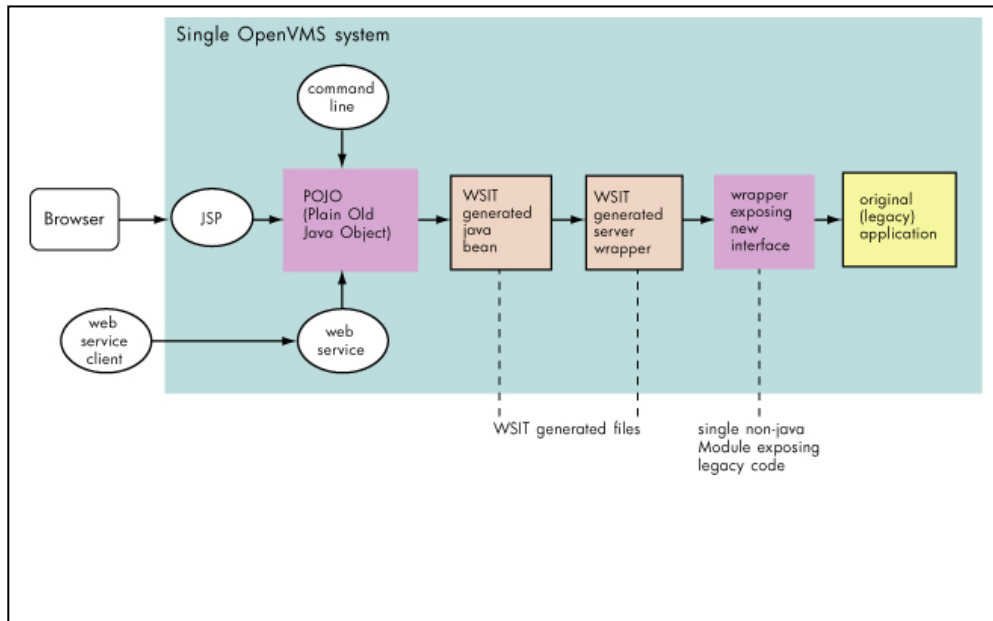 Single OpenVMS system
command
line
Browser
JSP
POJO
(Plain Old
Java Object)
WSIT
generated
java
bean
WSIT
generated
server
wrapper
wrapper
exposing
new
interface
original
(legacy)
application
web
service
client
web
service
WSIT generated files
single non-java
Module exposing
legacy code